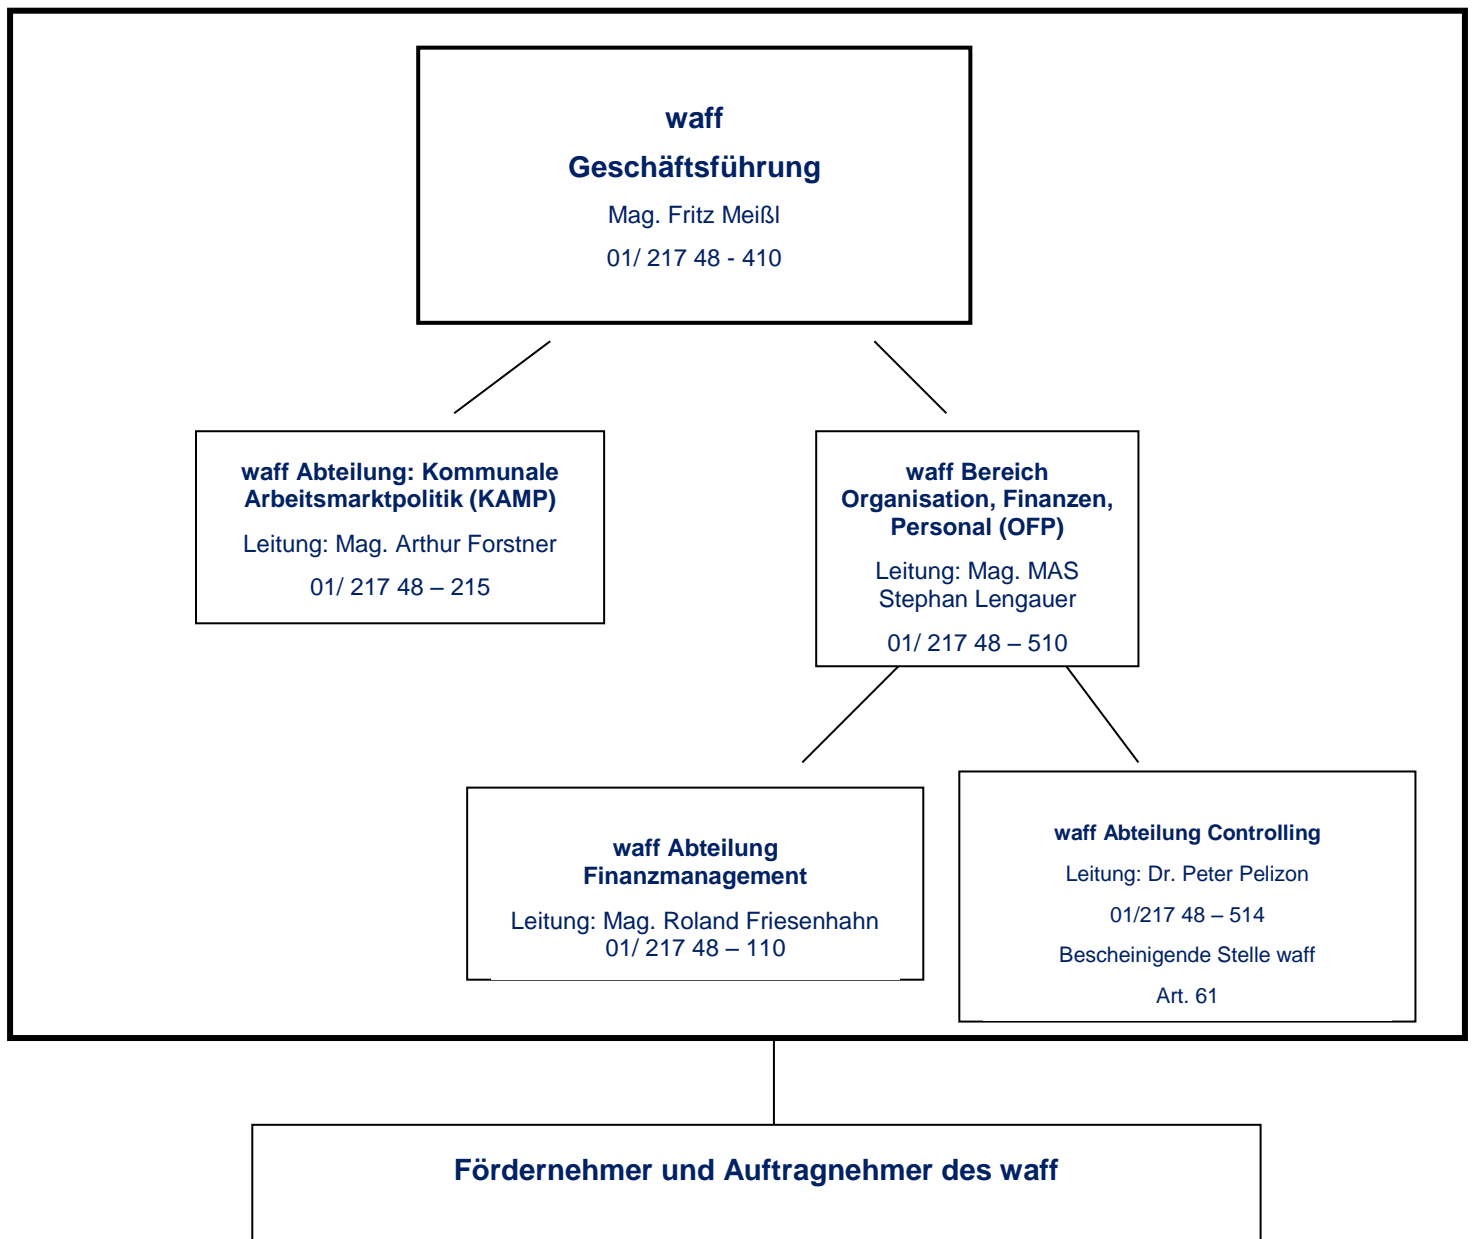 waff
Geschäftsführung
Mag. Fritz Meißl
01/ 217 48 - 410
waff Abteilung: Kommunale
Arbeitsmarktpolitik (KAMP)
Leitung: Mag. Arthur Forstner
01/ 217 48 – 215
waff Bereich
Organisation, Finanzen,
Personal (OFP)
Leitung: Mag. MAS
Stephan Lengauer
01/ 217 48 – 510
waff Abteilung
Finanzmanagement
Leitung: Mag. Roland Friesenhahn
01/ 217 48 – 110
waff Abteilung Controlling
Leitung: Dr. Peter Pelizon
01/217 48 – 514
Bescheinigende Stelle waff
Art. 61
Fördernehmer und Auftragnehmer des waff